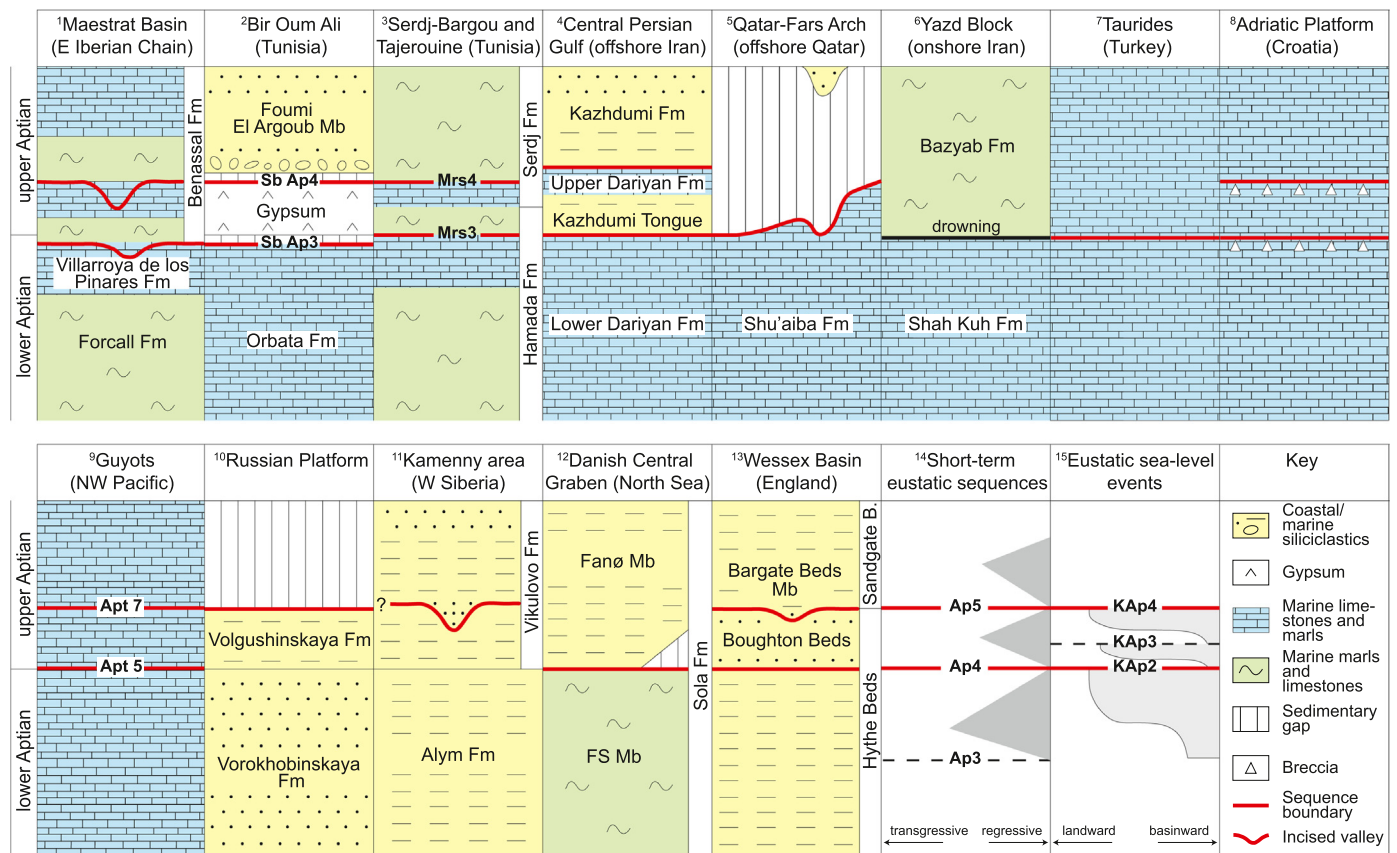 ¹Maestrat Basin
(E Iberian Chain)
²Bir Oum Ali
(Tunisia)
³Serdj-Bargou and
Tajerouine (Tunisia)
⁴Central Persian
Gulf (offshore Iran)
⁵Qatar-Fars Arch
(offshore Qatar)
⁶Yazd Block
(onshore Iran)
⁷Taurides
(Turkey)
⁸Adriatic Platform
(Croatia)
upper Aptian
lower Aptian
Benassal Fm
Villarroya de los
Pinares Fm
Forcall Fm
Foumi
El Argoub Mb
Sb Ap4
Gypsum
Sb Ap3
Orbata Fm
Mrs4
Mrs3
Serdj Fm
Hamada Fm
Kazhdumi Fm
Upper Dariyan Fm
Kazhdumi Tongue
Lower Dariyan Fm
Shu'aiba Fm
Bazyab Fm
drowning
Shah Kuh Fm
⁹Guyots
(NW Pacific)
¹⁰Russian Platform
¹¹Kamenny area
(W Siberia)
¹²Danish Central
Graben (North Sea)
¹³Wessex Basin
(England)
¹⁴Short-term
eustatic sequences
¹⁵Eustatic sea-level
events
Key
upper Aptian
lower Aptian
Apt 7
Apt 5
Volgushinskaya Fm
Vorokhobinskaya
Fm
?
Alym Fm
Vikulovo Fm
Fanø Mb
FS Mb
Sola Fm
Bargate Beds
Mb
Boughton Beds
Sandgate B.
Hythe Beds
Ap5
Ap4
Ap3
transgressive regressive
KAp4
KAp3
KAp2
landward basinward
Coastal/
marine
siliciclastics
Gypsum
Marine lime-
stones and
marls
Marine marls
and
limestones
Sedimentary
gap
Breccia
Sequence
boundary
Incised valley